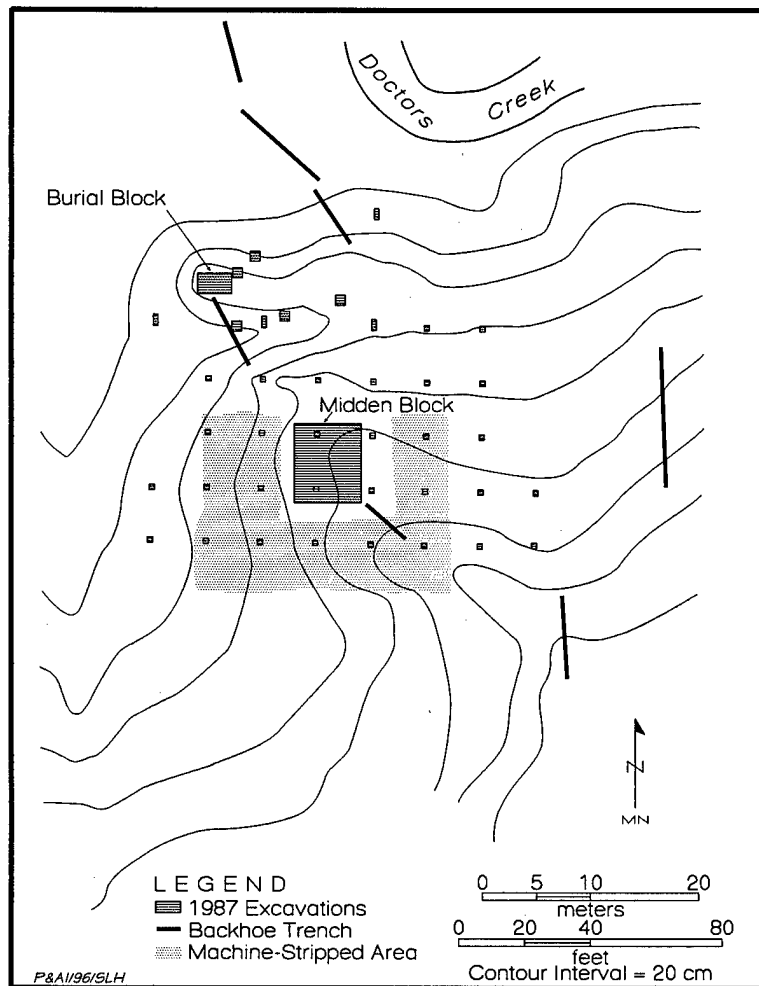 Doctors Creek
Burial Block
Midden Block
N
MN
LEGEND
1987 Excavations
Backhoe Trench
Machine-Stripped Area
0 5 10 20
meters
0 20 40 80
feet
Contour Interval = 20 cm
P&AI/96/SLH